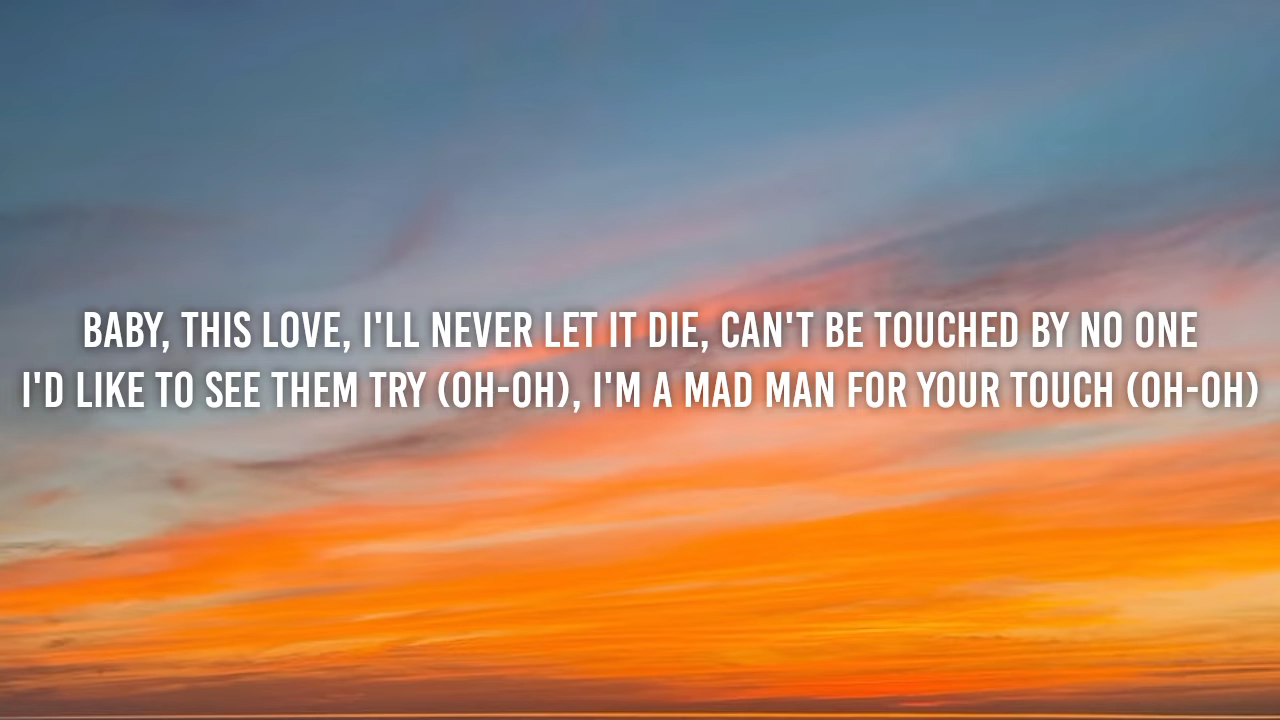 BABY, THIS LOVE, I'LL NEVER LET IT DIE, CAN'T BE TOUCHED BY NO ONE
I'D LIKE TO SEE THEM TRY (OH-OH), I'M A MAD MAN FOR YOUR TOUCH (OH-OH)